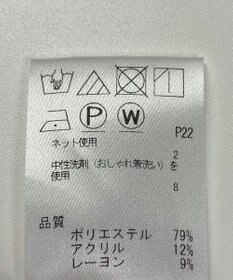 P W
ネット使用 P22
中性洗剤(おしゃれ着洗い)を 2
使用 8
品質
ポリエステル 79%
アクリル 12%
レーヨン 9%